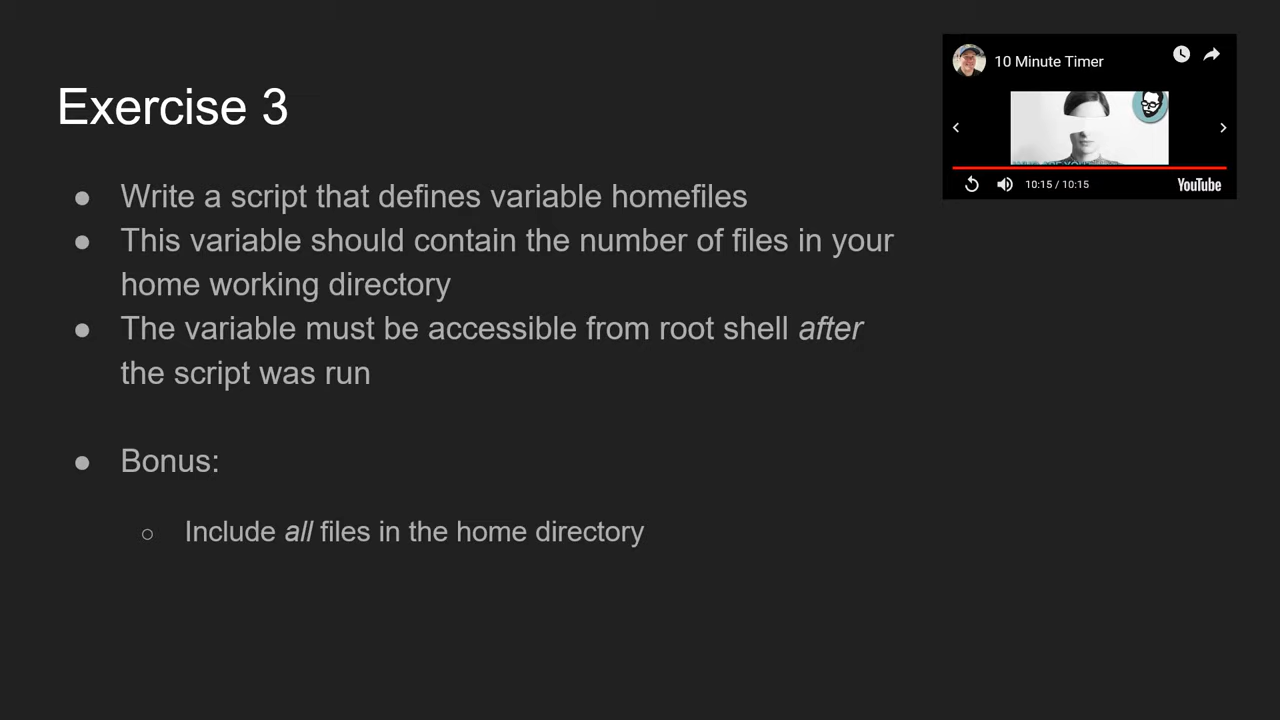 Exercise 3
● Write a script that defines variable homefiles
● This variable should contain the number of files in your
home working directory
● The variable must be accessible from root shell after
the script was run
● Bonus:
○ Include all files in the home directory
10 Minute Timer
10:15 / 10:15
YouTube